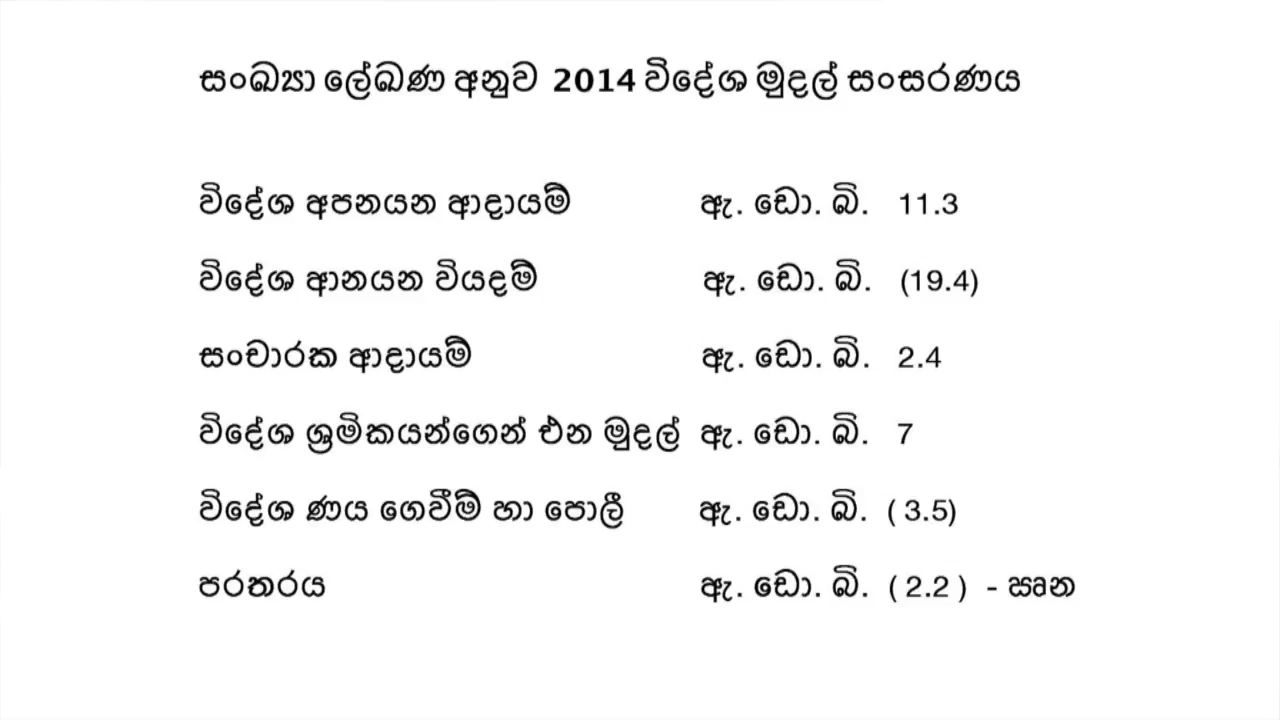 සංඛ්‍යා ලේඛණ අනුව 2014 විදේශ මුදල් සංසරණය
විදේශ අපනයන ආදායම් ඇ. ඩො. බි. 11.3
විදේශ ආනයන වියදම් ඇ. ඩො. බි. (19.4)
සංචාරක ආදායම් ඇ. ඩො. බි. 2.4
විදේශ ශ්‍රමිකයන්ගෙන් එන මුදල් ඇ. ඩො. බි. 7
විදේශ ණය ගෙවීම් හා පොලී ඇ. ඩො. බි. ( 3.5)
පරතරය ඇ. ඩො. බි. ( 2.2 ) - ඍන